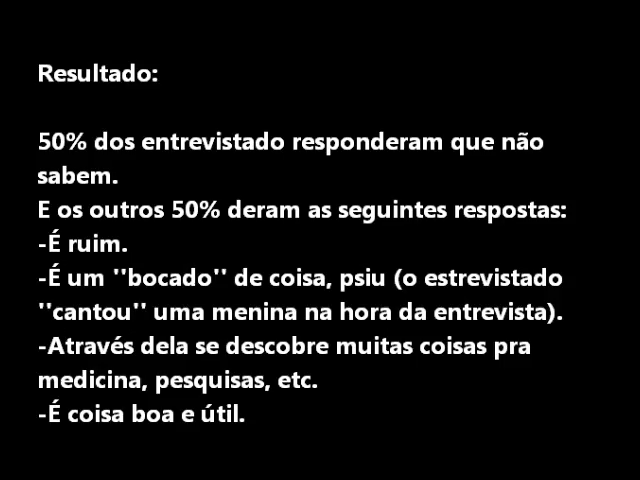 Resultado:
50% dos entrevistado responderam que não
sabem.
E os outros 50% deram as seguintes respostas:
-É ruim.
-É um ''bocado'' de coisa, psiu (o estrevistado
''cantou'' uma menina na hora da entrevista).
-Através dela se descobre muitas coisas pra
medicina, pesquisas, etc.
-É coisa boa e útil.